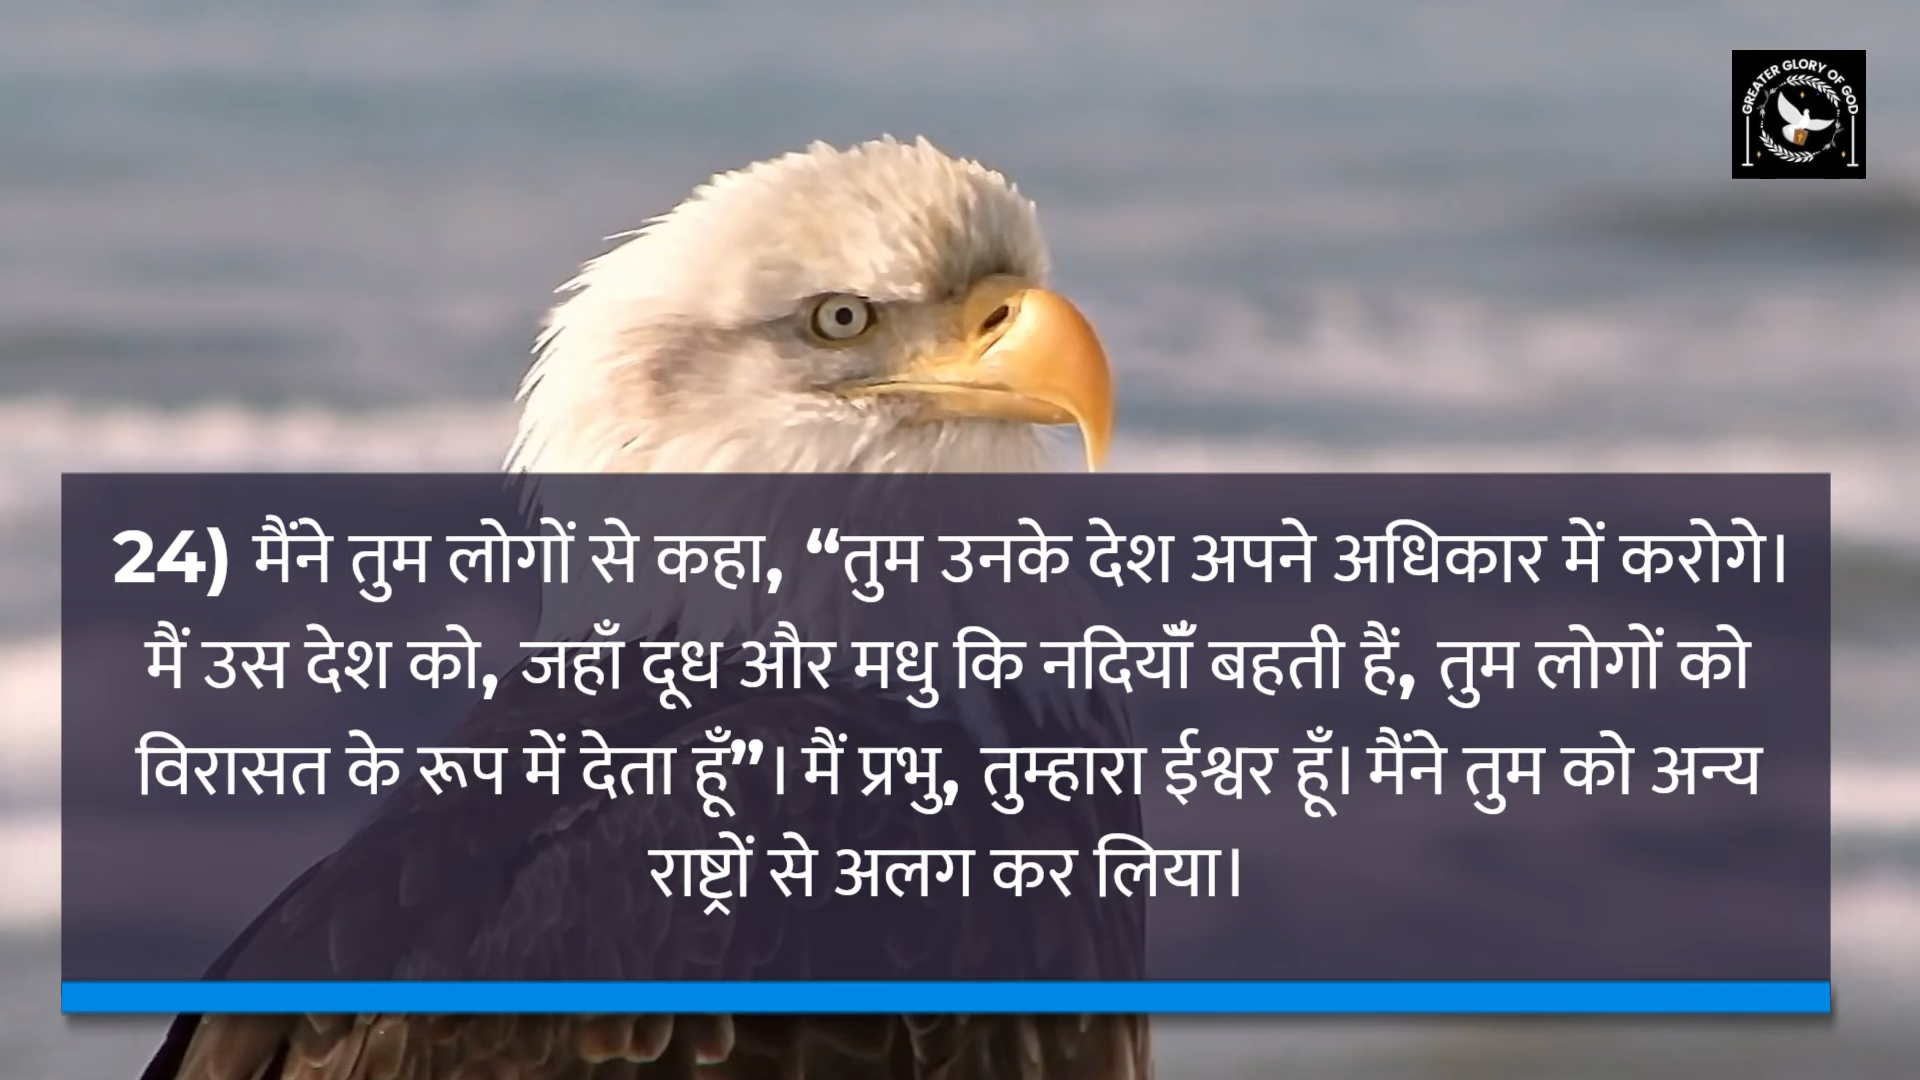 GREATER GLORY OF GOD
24) मैंने तुम लोगों से कहा, “तुम उनके देश अपने अधिकार में करोगे।
मैं उस देश को, जहाँ दूध और मधु कि नदियाँँ बहती हैं, तुम लोगों को
विरासत के रूप में देता हूँ”। मैं प्रभु, तुम्हारा ईश्वर हूँ। मैंने तुम को अन्य
राष्ट्रों से अलग कर लिया।